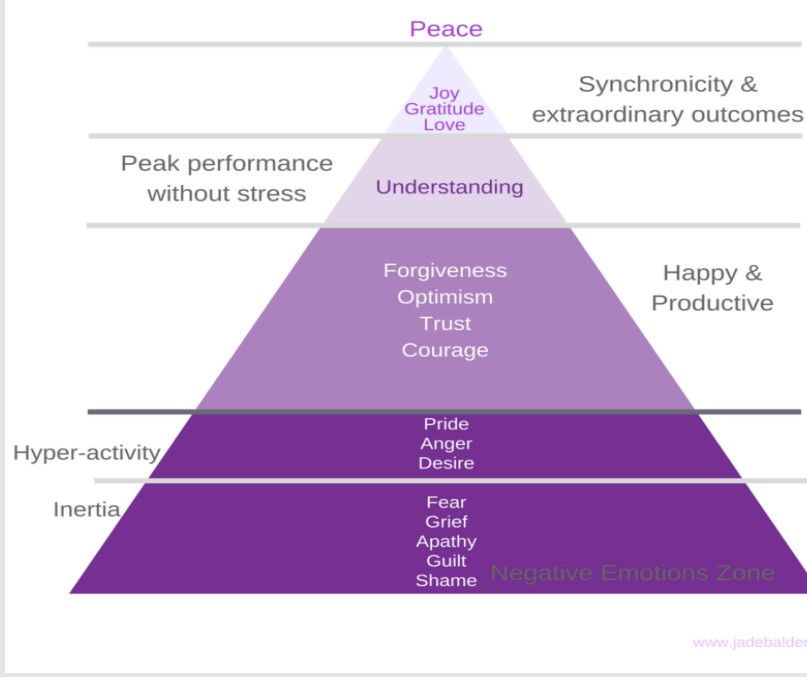 Peace
Joy
Gratitude
Love
Synchronicity &
extraordinary outcomes
Peak performance
without stress
Understanding
Forgiveness
Optimism
Trust
Courage
Happy &
Productive
Pride
Anger
Desire
Hyper-activity
Inertia
Fear
Grief
Apathy
Guilt
Shame
Negative Emotions Zone